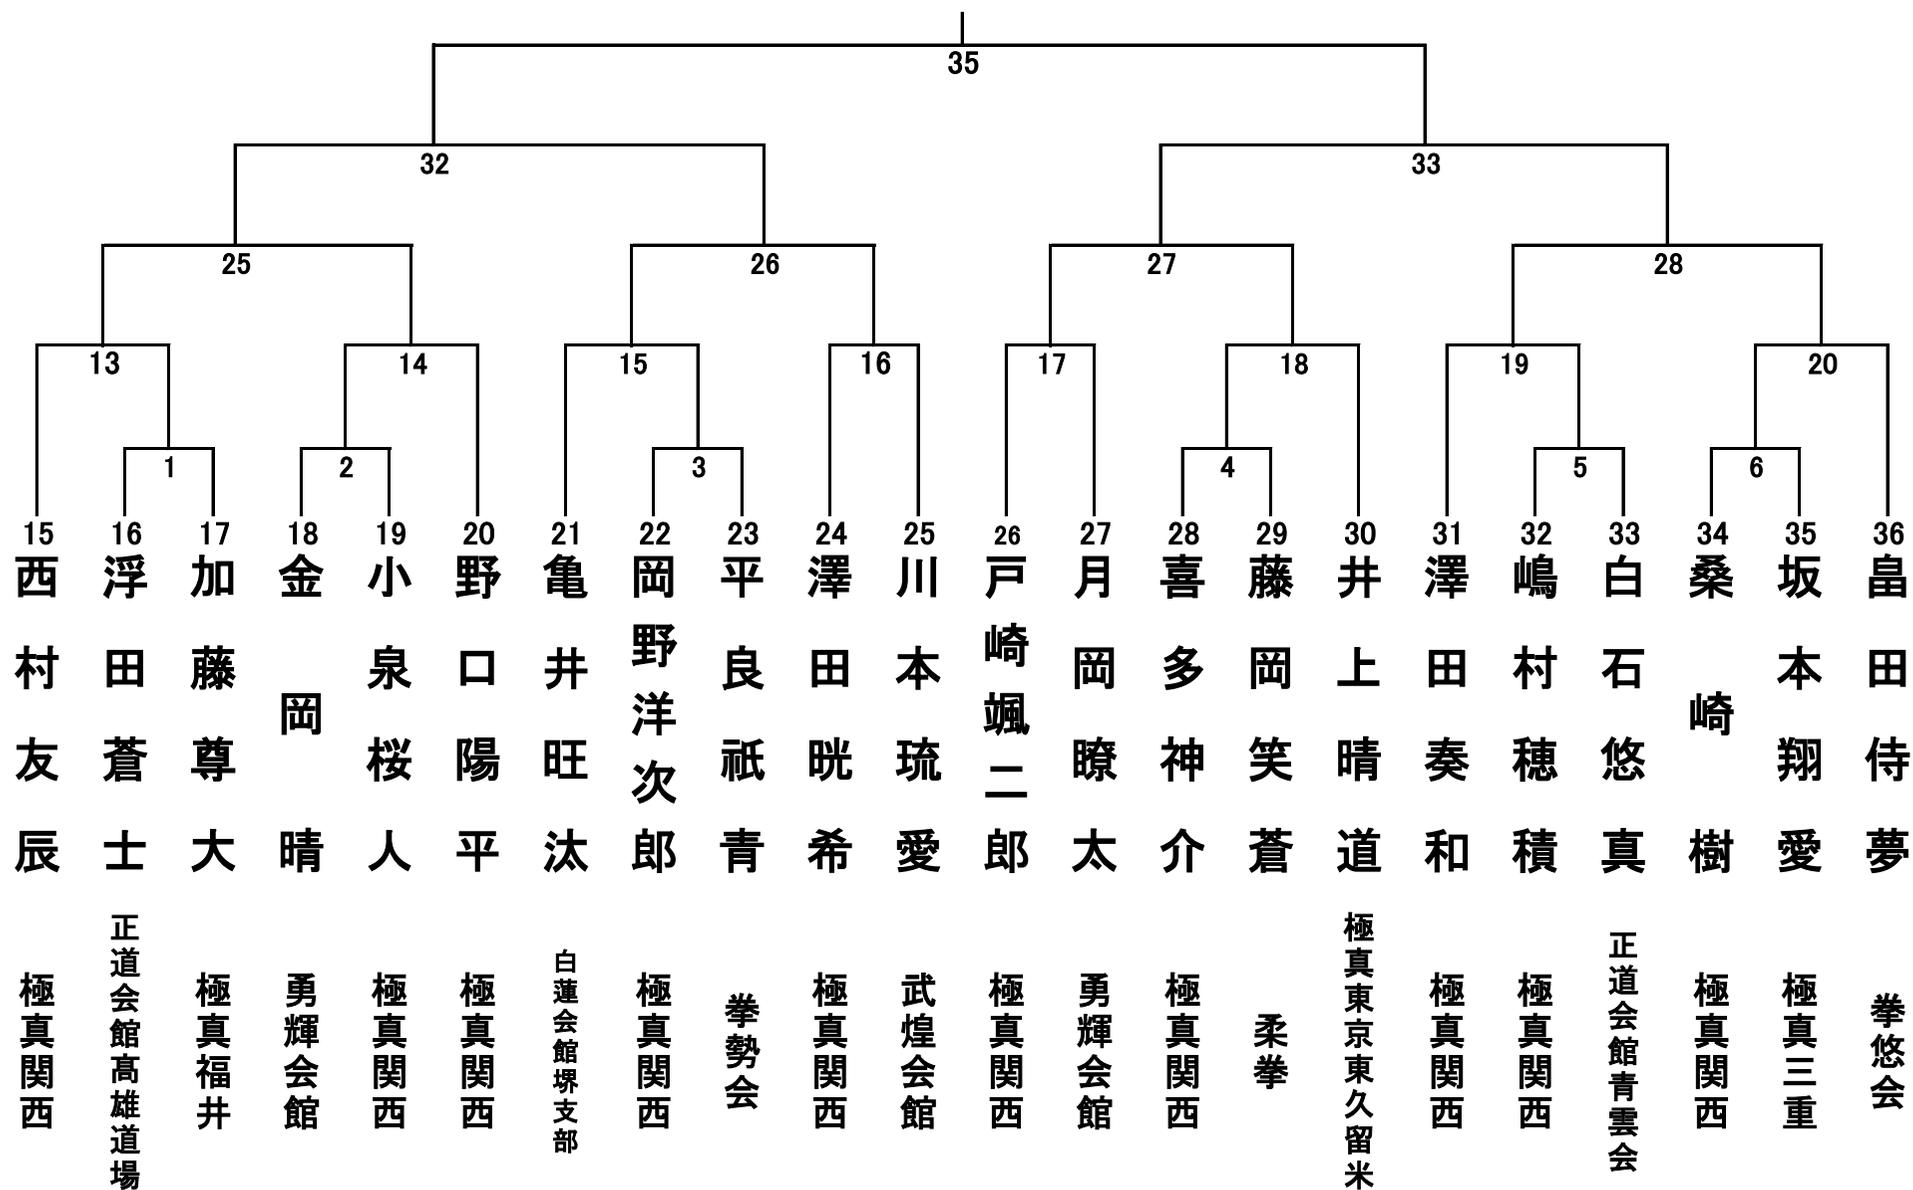 35
32
33
25
26
27
28
13
14
15
16
17
18
19
20
1
2
3
4
5
6
15
西村友辰
極真関西
16
浮田蒼士
正道会館髙雄道場
17
加藤尊大
極真福井
18
金岡晴
勇輝会館
19
小泉桜人
極真関西
20
野口陽平
極真関西
21
亀井旺汰
白蓮会館堺支部
22
岡野洋次郎
極真関西
23
平良祇青
拳勢会
24
澤田晄希
極真関西
25
川本琉愛
武煌会館
26
戸崎颯二郎
極真関西
27
月岡瞭太
勇輝会館
28
喜多神介
極真関西
29
藤岡笑蒼
柔拳
30
井上晴道
極真東京東久留米
31
澤田奏和
極真関西
32
嶋村穂積
極真関西
33
白石悠真
正道会館青雲会
34
桑崎樹
極真関西
35
坂本翔愛
極真三重
36
畠田侍夢
拳悠会